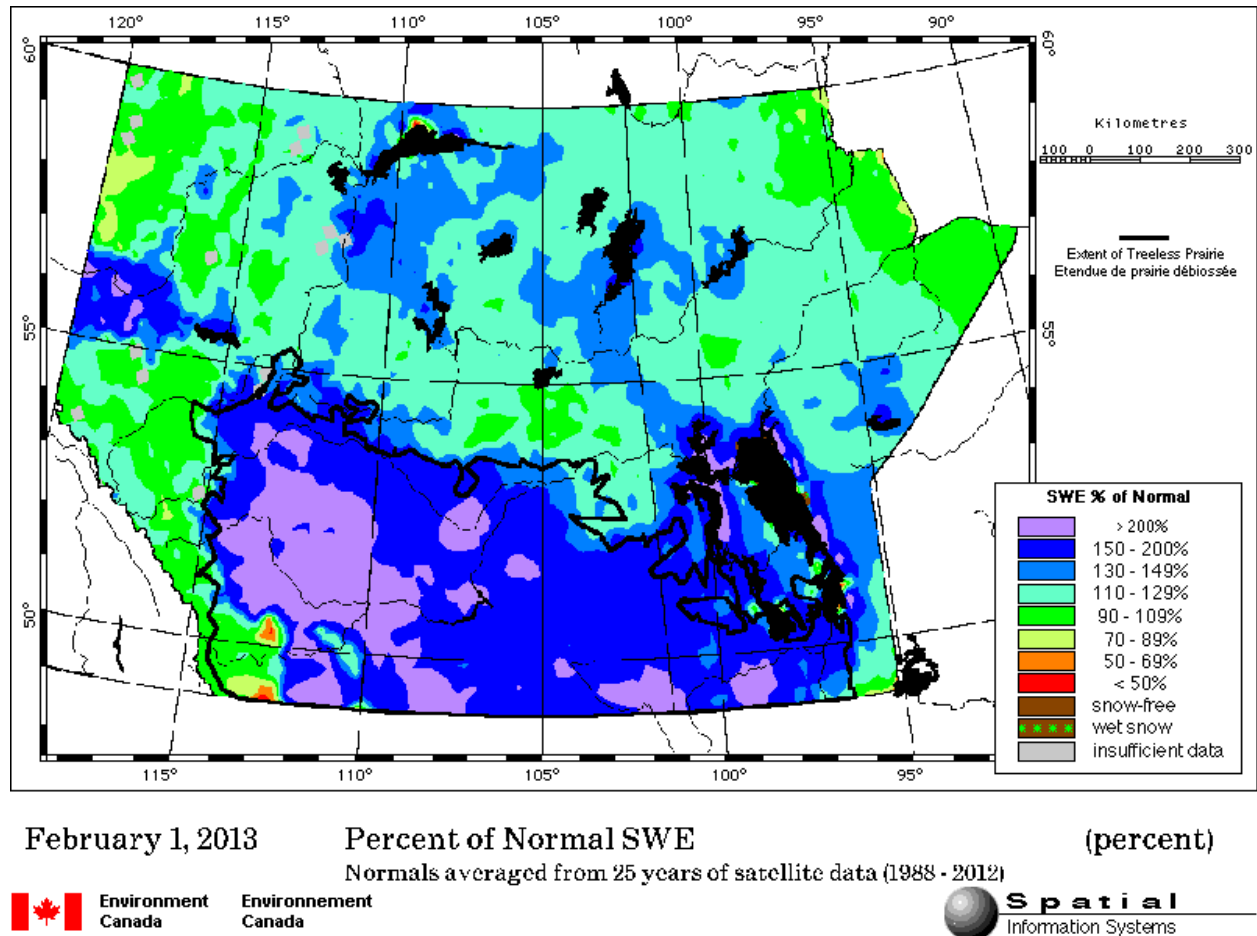 120° 115° 110° 105° 100° 95° 90°
60° 60°
Kilometres
100 0 100 200 300
Extent of Treeless Prairie
Etendue de prairie débiossée
55° 55°
50°
SWE % of Normal
> 200%
150 - 200%
130 - 149%
110 - 129%
90 - 109%
70 - 89%
50 - 69%
< 50%
snow-free
wet snow
insufficient data
115° 110° 105° 100° 95°
February 1, 2013 Percent of Normal SWE (percent)
Normals averaged from 25 years of satellite data (1988 - 2012)
Environment Environnement
Canada Canada
Spatial
Information Systems